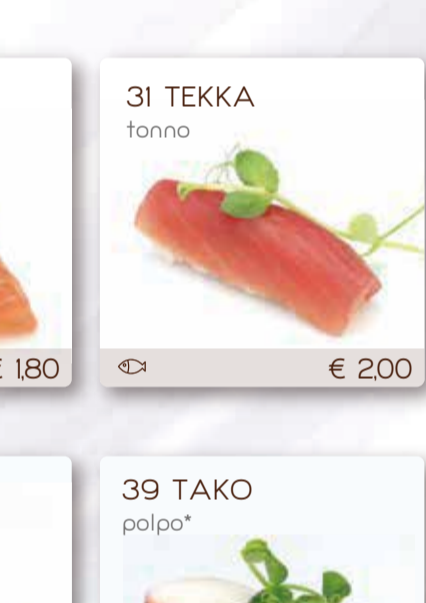 31 TEKKA
tonno
€ 1,80
€ 2,00
39 TAKO
polpo*